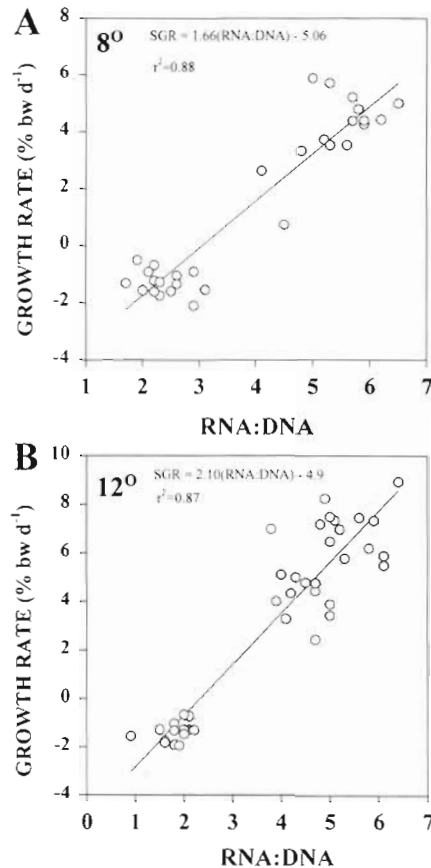 A
8°
SGR = 1.66(RNA:DNA) - 5.06
r²=0.88
GROWTH RATE (% bw d⁻¹)
8
6
4
2
0
-2
-4
1 2 3 4 5 6 7
RNA:DNA
B
12°
SGR = 2.10(RNA:DNA) - 4.9
r²=0.87
GROWTH RATE (% bw d⁻¹)
10
8
6
4
2
0
-2
-4
0 1 2 3 4 5 6 7
RNA:DNA